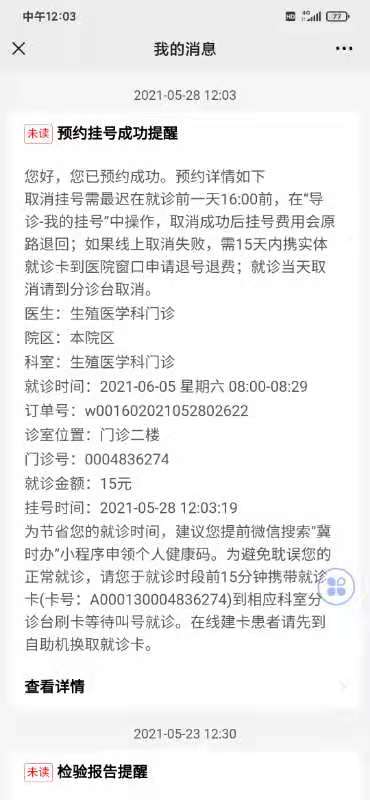 中午12:03
HD 4G 77
我的消息
2021-05-28 12:03
未读 预约挂号成功提醒
您好，您已预约成功。预约详情如下
取消挂号需最迟在就诊前一天16:00前，在“导
诊-我的挂号”中操作，取消成功后挂号费用会原
路退回；如果线上取消失败，需15天内携实体
就诊卡到医院窗口申请退号退费；就诊当天取
消请到分诊台取消。
医生：生殖医学科门诊
院区：本院区
科室：生殖医学科门诊
就诊时间：2021-06-05 星期六 08:00-08:29
订单号：w001602021052802622
诊室位置：门诊二楼
门诊号：0004836274
就诊金额：15元
挂号时间：2021-05-28 12:03:19
为节省您的就诊时间，建议您提前微信搜索“冀
时办”小程序申领个人健康码。为避免耽误您的
正常就诊，请您于就诊时段前15分钟携带就诊
卡(卡号：A000130004836274)到相应科室分
诊台刷卡等待叫号就诊。在线建卡患者请先到
自助机换取就诊卡。
查看详情
2021-05-23 12:30
未读 检验报告提醒